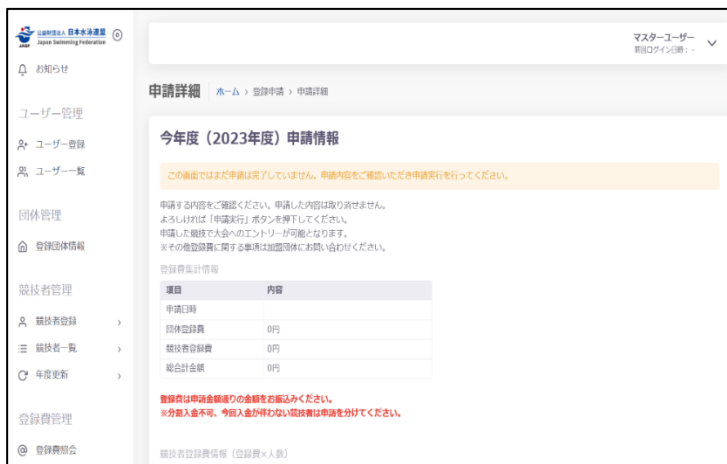 公益財団法人 日本水泳連盟
Japan Swimming Federation
マスターユーザー
前回ログイン日時： -
お知らせ
申請詳細 ホーム › 登録申請 › 申請詳細
ユーザー管理
ユーザー登録
ユーザー一覧
団体管理
登録団体情報
競技者管理
競技者登録
競技者一覧
年度更新
登録費管理
登録費照会
今年度（2023年度）申請情報
この画面ではまだ申請は完了していません。申請内容をご確認いただき申請実行を行ってください。
申請する内容をご確認ください。申請した内容は取り消せません。
よろしければ「申請実行」ボタンを押下してください。
申請した競技で大会へのエントリーが可能となります。
※その他登録費に関する事項は加盟団体にお問い合わせください。
登録費集計情報
項目 内容
申請日時
団体登録費 0円
競技者登録費 0円
総合計金額 0円
登録費は申請金額通りの金額をお振込みください。
※分割入金不可、今回入金が伴わない競技者は申請を分けてください。
競技者登録費情報（登録費×人数）